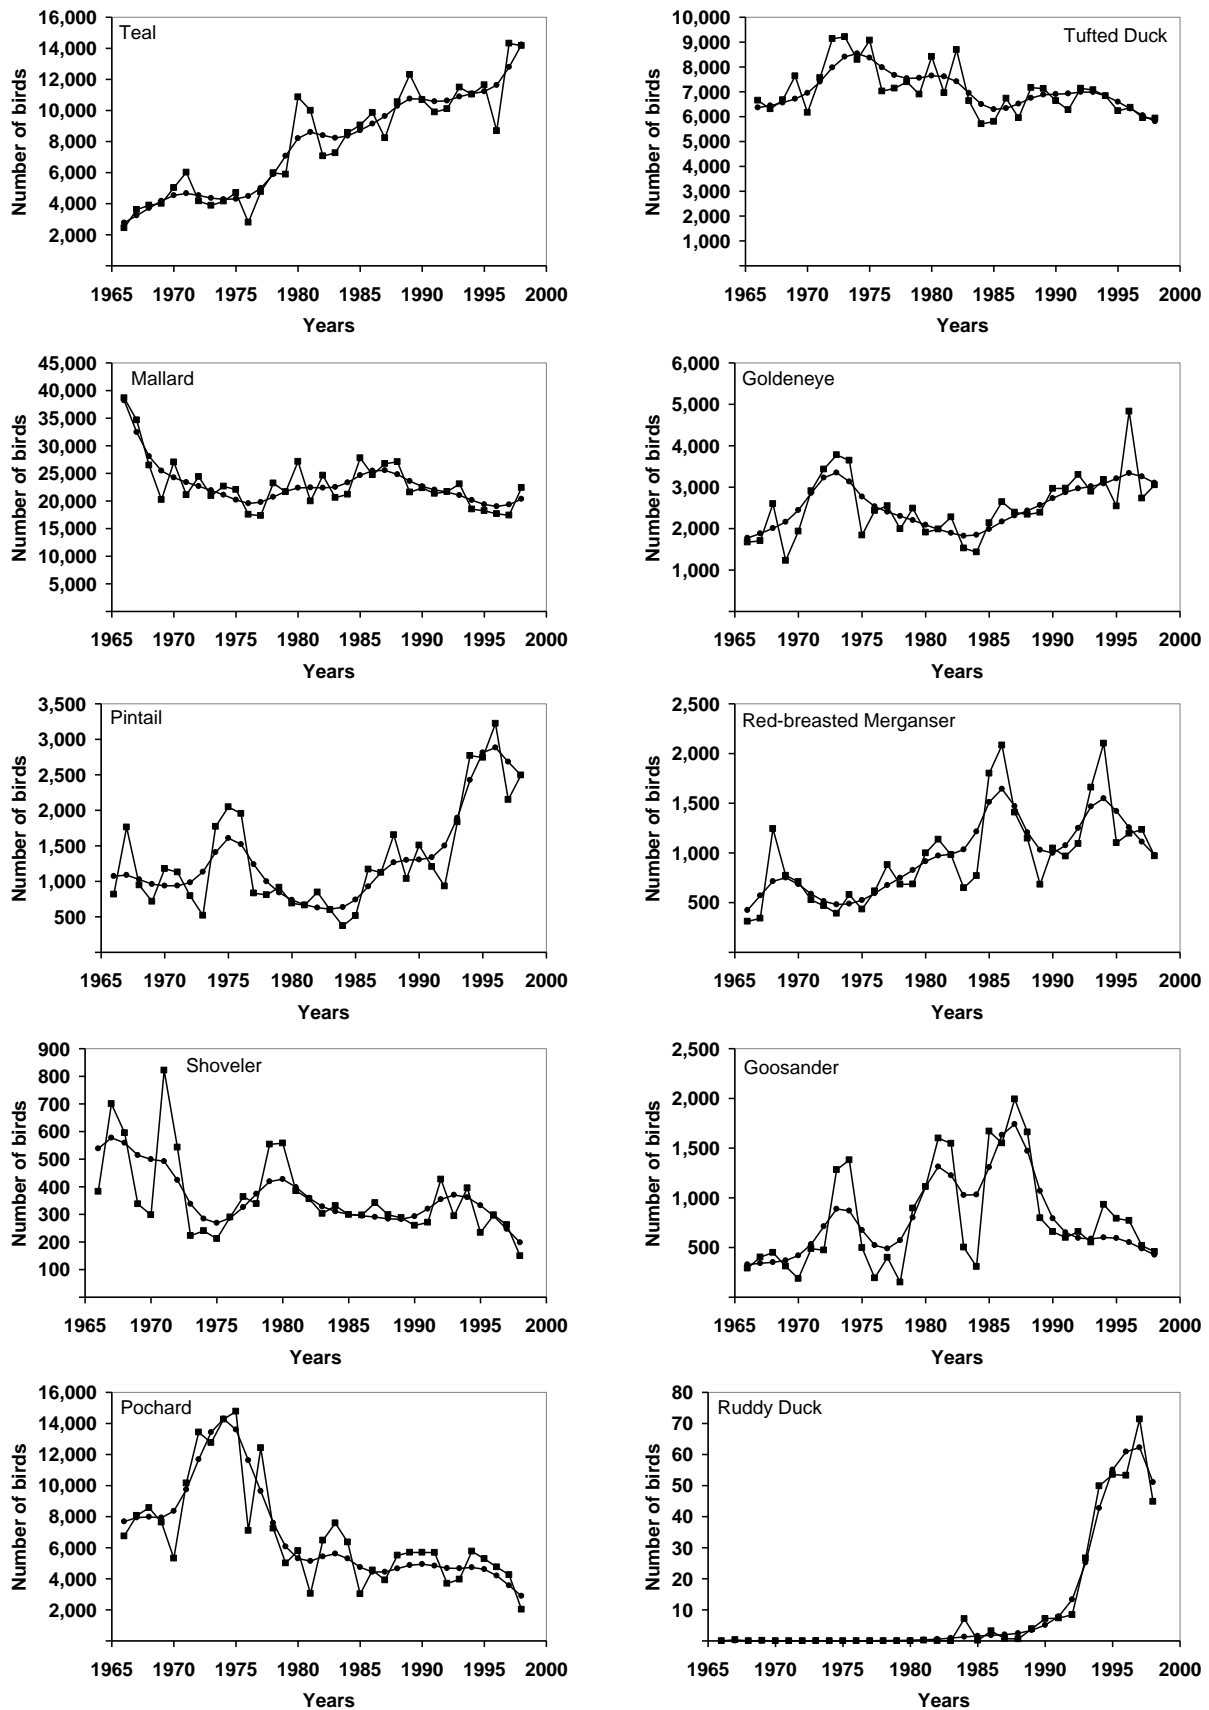 Teal
Number of birds
16,000
14,000
12,000
10,000
8,000
6,000
4,000
2,000
1965 1970 1975 1980 1985 1990 1995 2000
Years
Tufted Duck
Number of birds
10,000
9,000
8,000
7,000
6,000
5,000
4,000
3,000
2,000
1,000
1965 1970 1975 1980 1985 1990 1995 2000
Years
Mallard
Number of birds
45,000
40,000
35,000
30,000
25,000
20,000
15,000
10,000
5,000
1965 1970 1975 1980 1985 1990 1995 2000
Years
Goldeneye
Number of birds
6,000
5,000
4,000
3,000
2,000
1,000
1965 1970 1975 1980 1985 1990 1995 2000
Years
Pintail
Number of birds
3,500
3,000
2,500
2,000
1,500
1,000
500
1965 1970 1975 1980 1985 1990 1995 2000
Years
Red-breasted Merganser
Number of birds
2,500
2,000
1,500
1,000
500
1965 1970 1975 1980 1985 1990 1995 2000
Years
Shoveler
Number of birds
900
800
700
600
500
400
300
200
100
1965 1970 1975 1980 1985 1990 1995 2000
Years
Goosander
Number of birds
2,500
2,000
1,500
1,000
500
1965 1970 1975 1980 1985 1990 1995 2000
Years
Pochard
Number of birds
16,000
14,000
12,000
10,000
8,000
6,000
4,000
2,000
1965 1970 1975 1980 1985 1990 1995 2000
Years
Ruddy Duck
Number of birds
80
70
60
50
40
30
20
10
1965 1970 1975 1980 1985 1990 1995 2000
Years